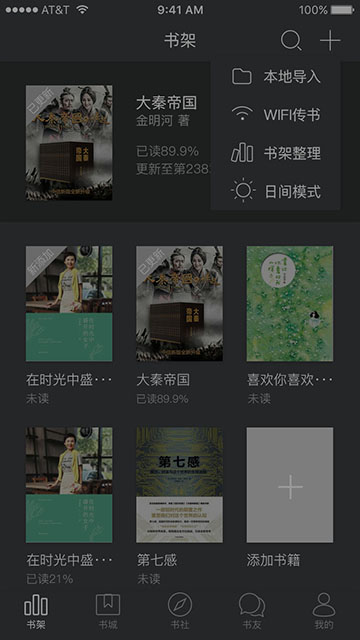 AT&T
9:41 AM
100%
书架
本地导入
WIFI传书
书架整理
日间模式
已更新
大秦帝国
金明河 著
已读89.9%
更新至第238
新添加
已更新
在时光中盛···
大秦帝国
喜欢你喜欢···
未读
已读89.9%
未读
第七感
在时光中盛···
第七感
添加书籍
已读21%
未读
书架
书城
书社
书友
我的